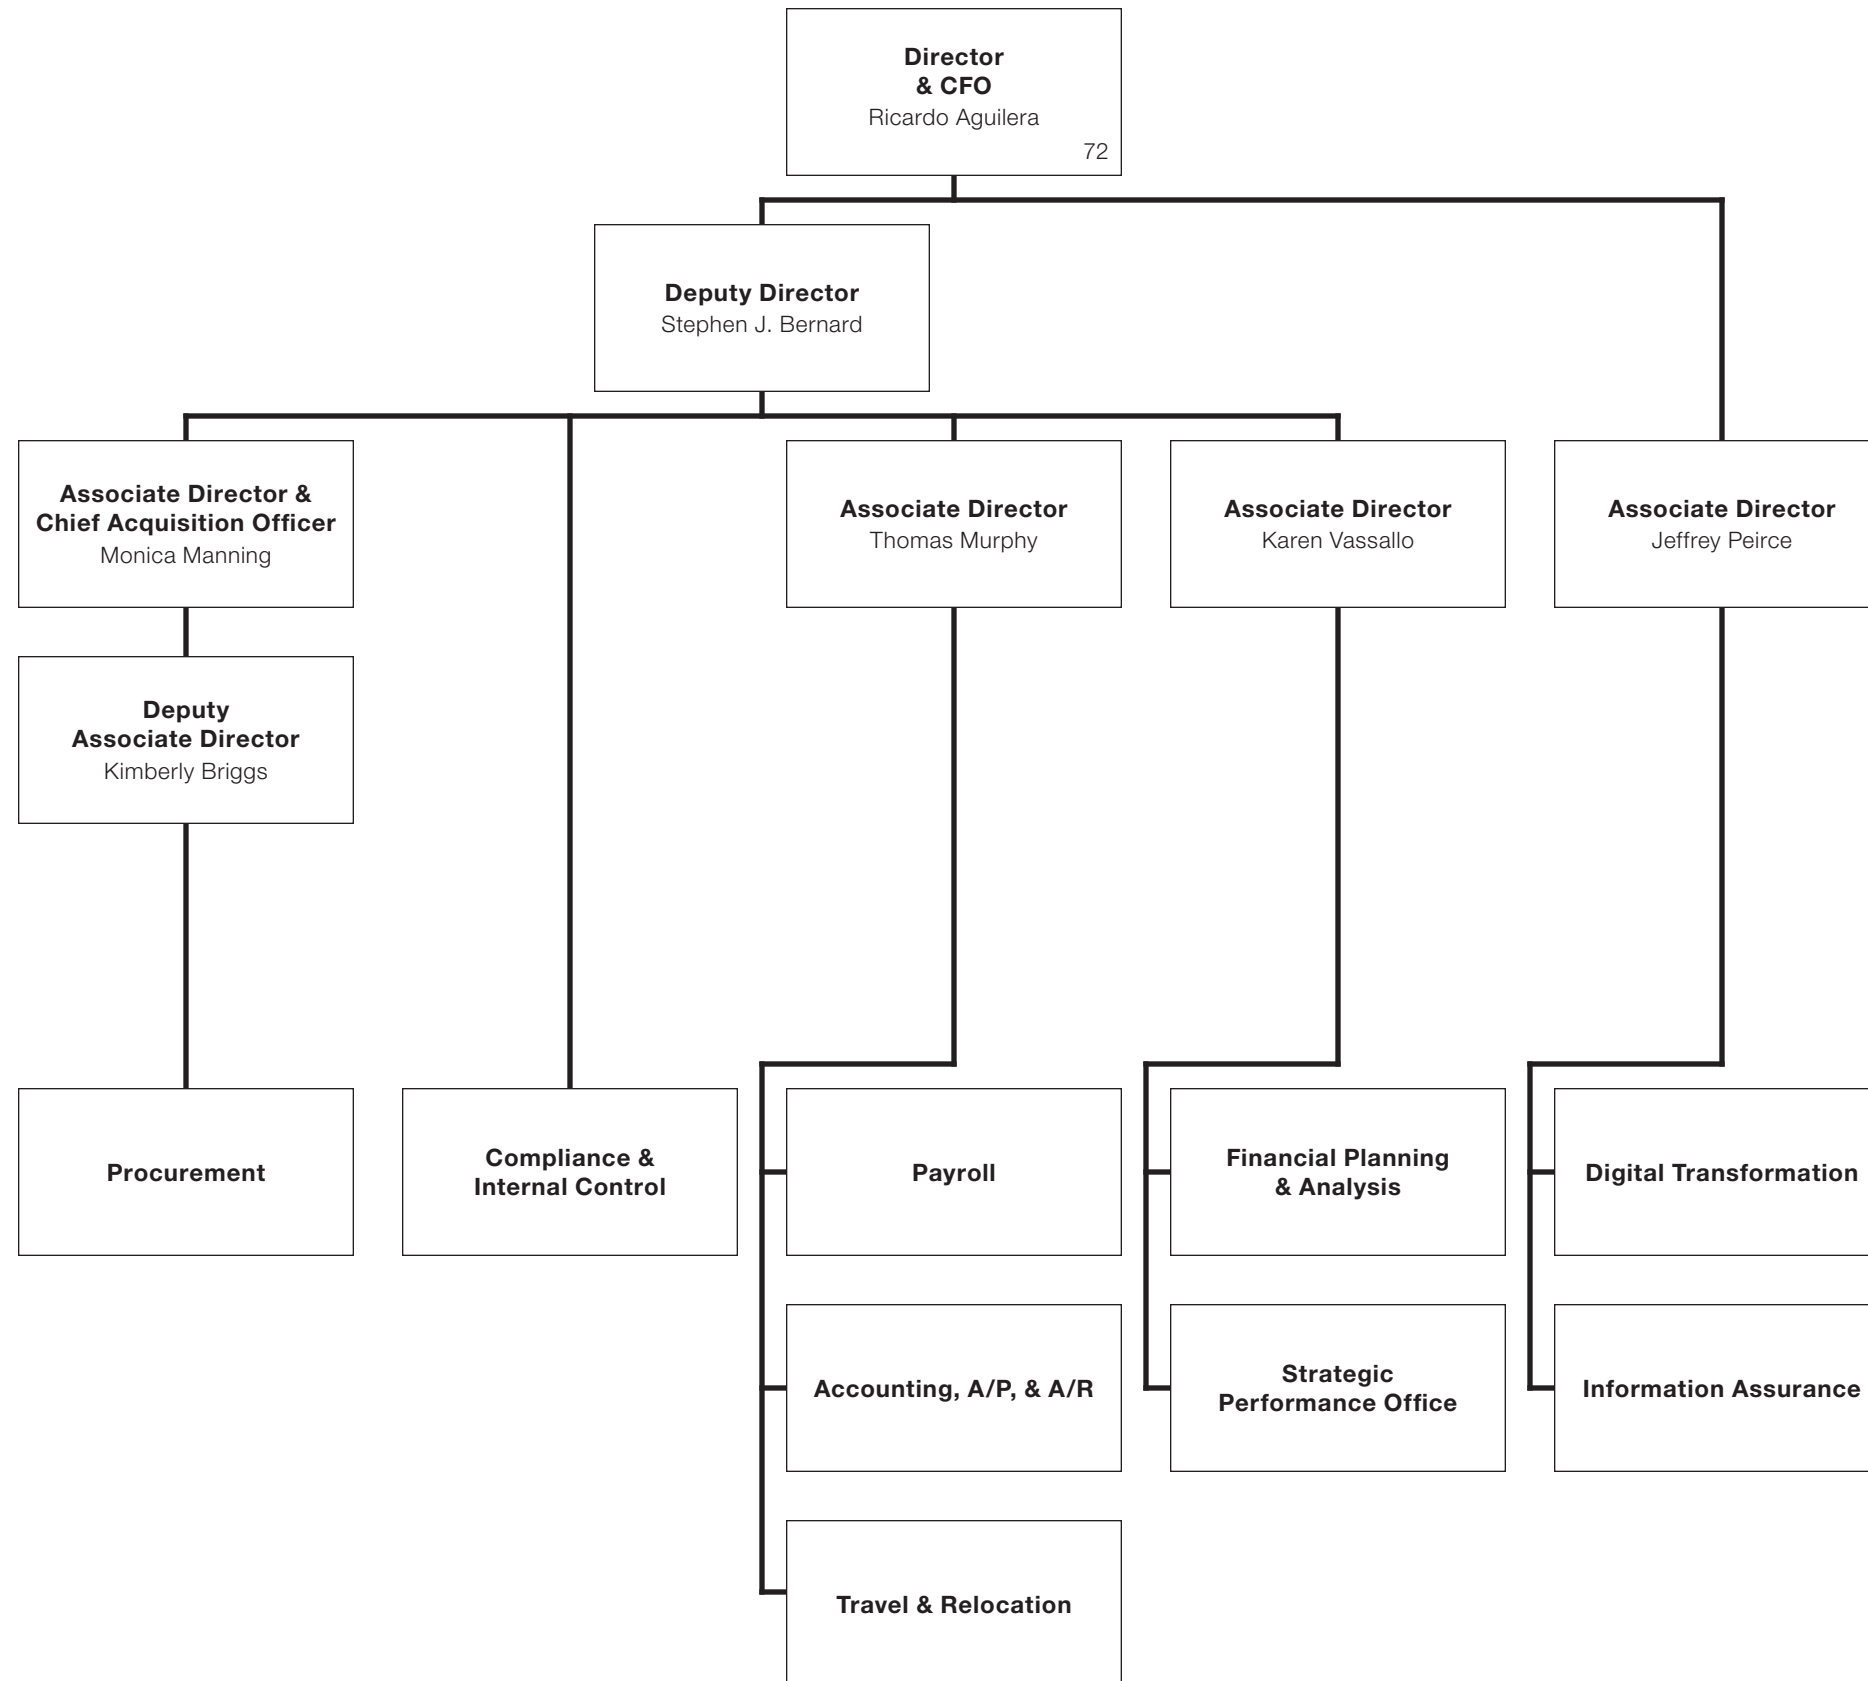 Director
& CFO
Ricardo Aguilera
72
Deputy Director
Stephen J. Bernard
Associate Director &
Chief Acquisition Officer
Monica Manning
Associate Director
Thomas Murphy
Associate Director
Karen Vassallo
Associate Director
Jeffrey Peirce
Deputy
Associate Director
Kimberly Briggs
Procurement
Compliance &
Internal Control
Payroll
Financial Planning
& Analysis
Digital Transformation
Accounting, A/P, & A/R
Strategic
Performance Office
Information Assurance
Travel & Relocation